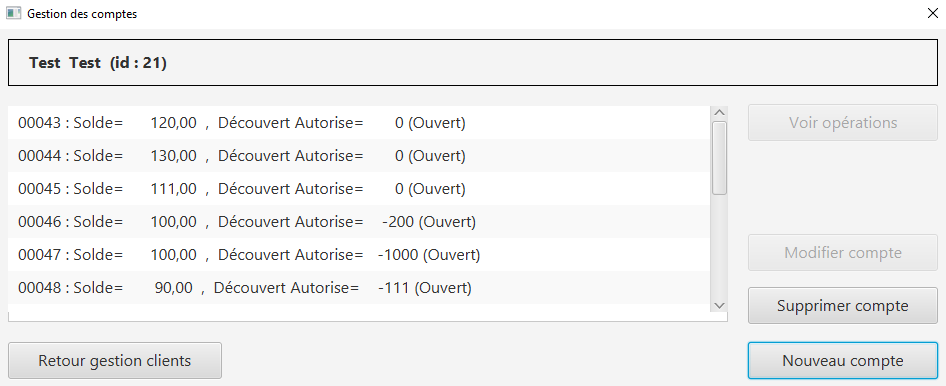 Gestion des comptes
Test Test (id : 21)
00043 : Solde= 120,00 , Découvert Autorise= 0 (Ouvert)
00044 : Solde= 130,00 , Découvert Autorise= 0 (Ouvert)
00045 : Solde= 111,00 , Découvert Autorise= 0 (Ouvert)
00046 : Solde= 100,00 , Découvert Autorise= -200 (Ouvert)
00047 : Solde= 100,00 , Découvert Autorise= -1000 (Ouvert)
00048 : Solde= 90,00 , Découvert Autorise= -111 (Ouvert)
Voir opérations
Modifier compte
Supprimer compte
Retour gestion clients
Nouveau compte